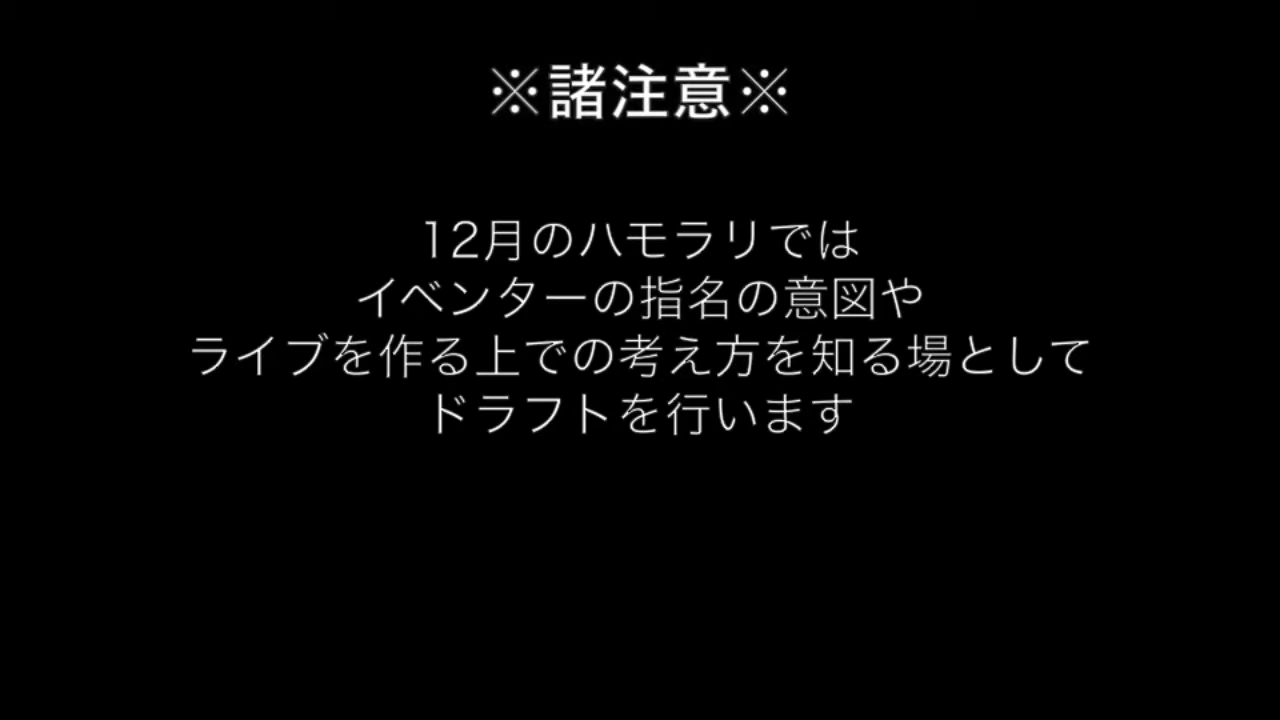 ※諸注意※
12月のハモラリでは
イベンターの指名の意図や
ライブを作る上での考え方を知る場として
ドラフトを行います